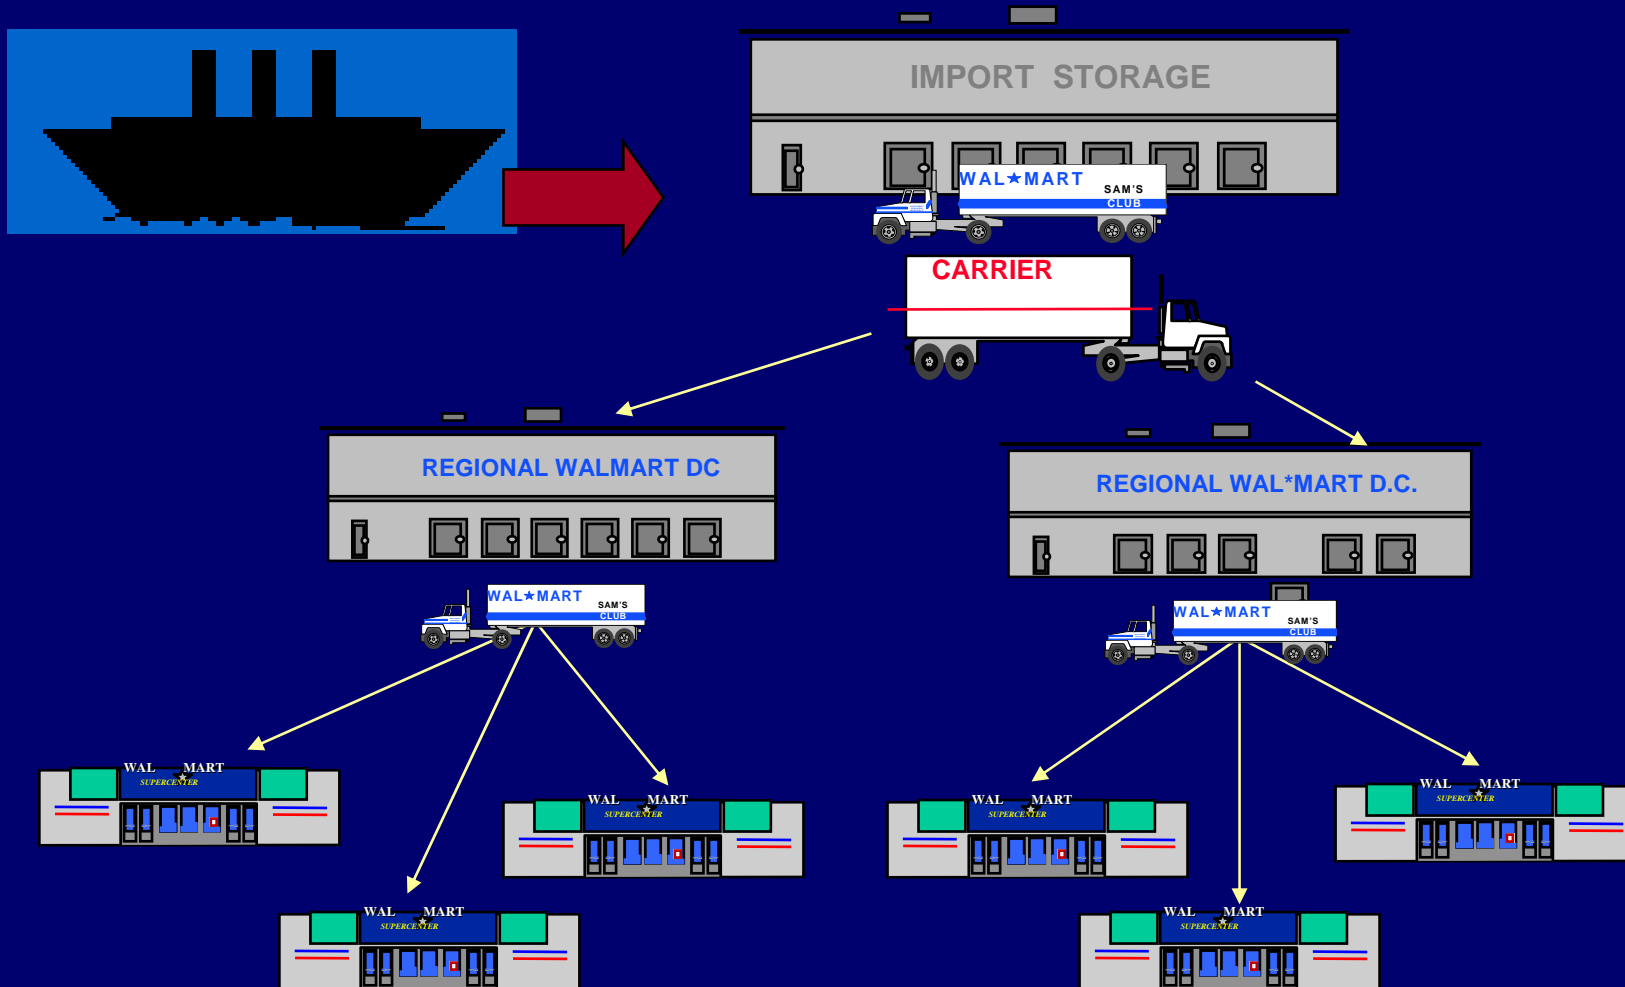 IMPORT STORAGE
WAL★MART
SAM'S
CLUB
CARRIER
REGIONAL WALMART DC
REGIONAL WAL*MART D.C.
WAL★MART
SAM'S
CLUB
WAL★MART
SAM'S
CLUB
WAL★MART
SUPERCENTER
WAL★MART
SUPERCENTER
WAL★MART
SUPERCENTER
WAL★MART
SUPERCENTER
WAL★MART
SUPERCENTER
WAL★MART
SUPERCENTER